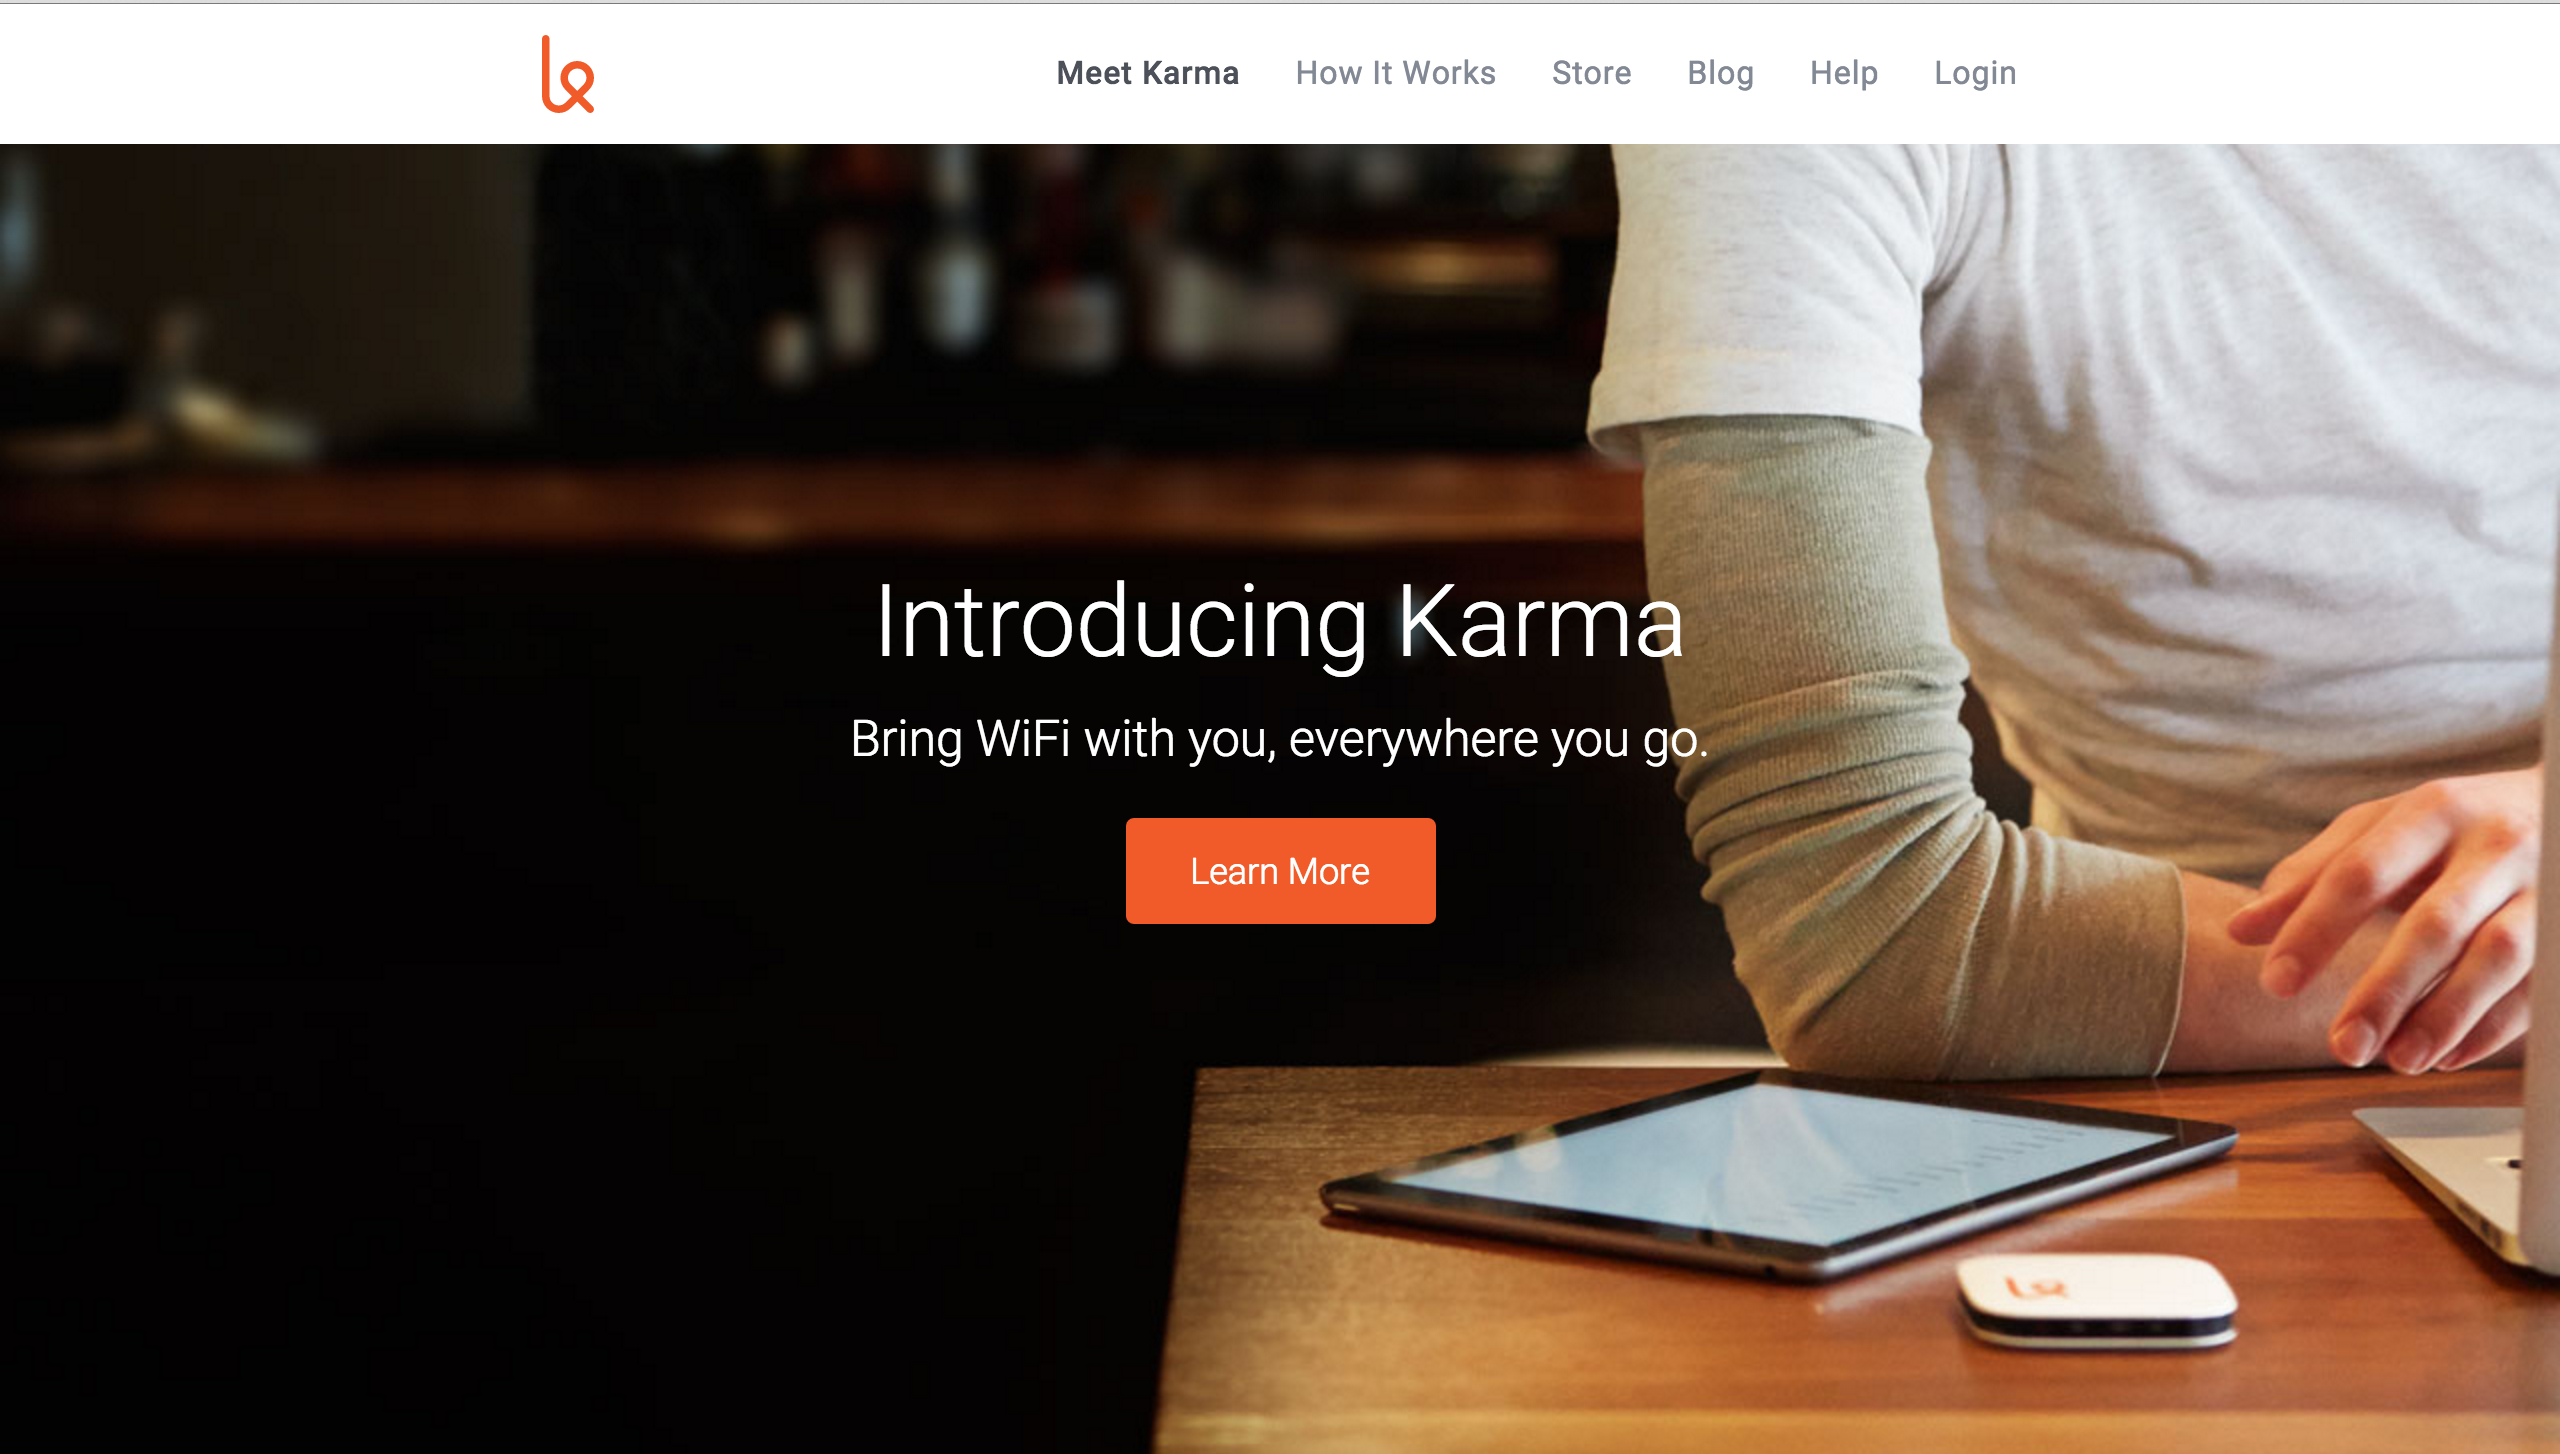 Meet Karma
How It Works
Store
Blog
Help
Login
Introducing Karma
Bring WiFi with you, everywhere you go.
Learn More